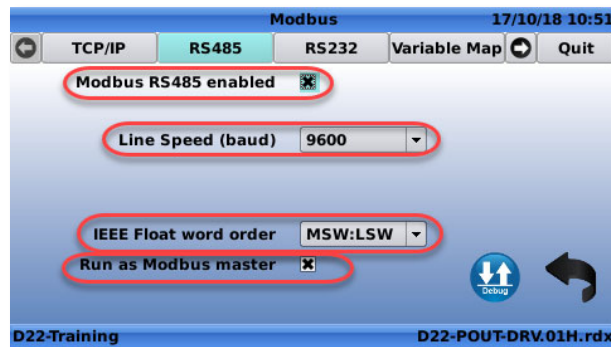 Modbus 17/10/18 10:51
TCP/IP RS485 RS232 Variable Map Quit
Modbus RS485 enabled
Line Speed (baud) 9600
IEEE Float word order MSW:LSW
Run as Modbus master
Debug
D22-Training D22-POUT-DRV.01H.rdx